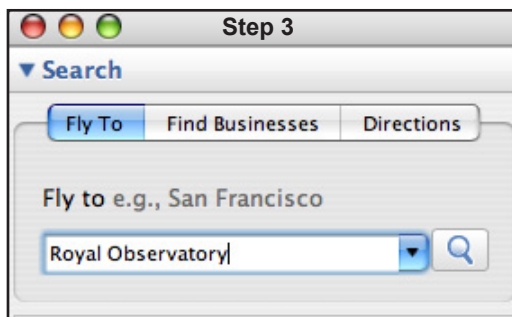 Step 3
Search
Fly To Find Businesses Directions
Fly to e.g., San Francisco
Royal Observatory